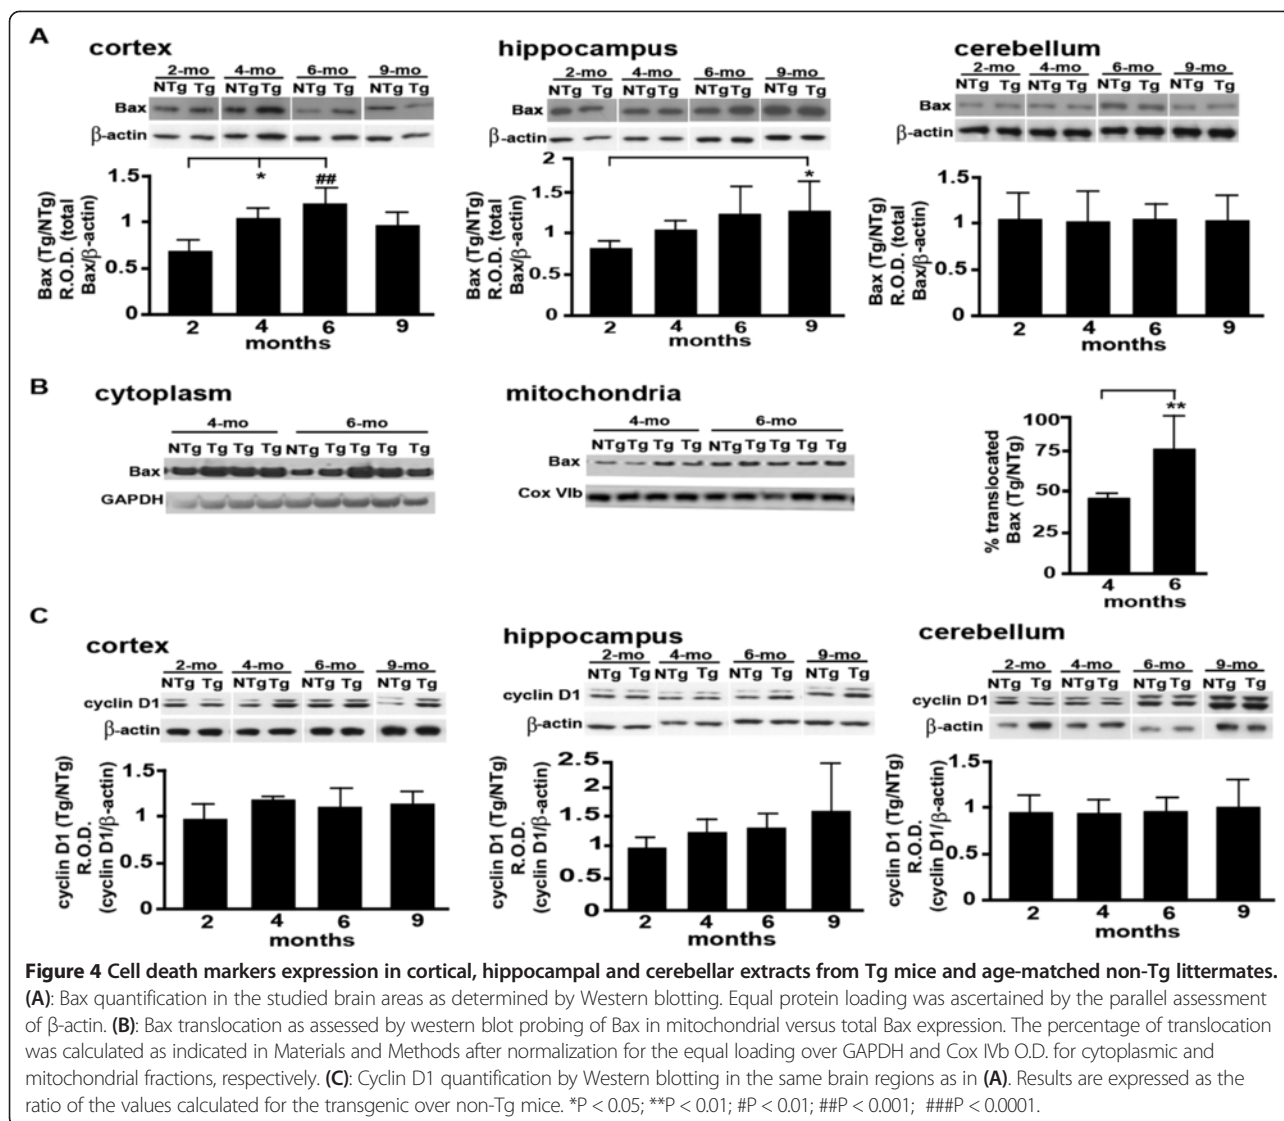 A
cortex
hippocampus
cerebellum
2-mo 4-mo 6-mo 9-mo
NTg Tg NTg Tg NTg Tg NTg Tg
Bax
β-actin
2-mo 4-mo 6-mo 9-mo
NTg Tg NTg Tg NTg Tg NTg Tg
Bax
β-actin
2-mo 4-mo 6-mo 9-mo
NTg Tg NTg Tg NTg Tg NTg Tg
Bax
β-actin
Bax (Tg/NTg)
R.O.D. (total
Bax/β-actin)
1.5
1
0.5
0
* ##
2 4 6 9
months
Bax (Tg/NTg)
R.O.D. (total
Bax/β-actin)
2
1.5
1
0.5
0
*
2 4 6 9
months
Bax (Tg/NTg)
R.O.D. (total
Bax/β-actin)
1.5
1
0.5
0
2 4 6 9
months
B
cytoplasm
mitochondria
4-mo 6-mo
NTg Tg Tg Tg NTg Tg Tg Tg Tg
Bax
GAPDH
4-mo 6-mo
NTg Tg Tg Tg NTg Tg Tg Tg Tg
Bax
Cox VIb
% translocated
Bax (Tg/NTg)
100
75
50
25
0
**
4 6
months
C
cortex
hippocampus
cerebellum
2-mo 4-mo 6-mo 9-mo
NTg Tg NTg Tg NTg Tg NTg Tg
cyclin D1
β-actin
2-mo 4-mo 6-mo 9-mo
NTg Tg NTg Tg NTg Tg NTg Tg
cyclin D1
β-actin
2-mo 4-mo 6-mo 9-mo
NTg Tg NTg Tg NTg Tg NTg Tg
cyclin D1
β-actin
cyclin D1 (Tg/NTg)
R.O.D.
(cyclin D1/β-actin)
1.5
1
0.5
0
2 4 6 9
months
cyclin D1 (Tg/NTg)
R.O.D.
(cyclin D1/β-actin)
2.5
2
1.5
1
0.5
0
2 4 6 9
months
cyclin D1 (Tg/NTg)
R.O.D.
(cyclin D1/β-actin)
1.5
1
0.5
0
2 4 6 9
months
Figure 4 Cell death markers expression in cortical, hippocampal and cerebellar extracts from Tg mice and age-matched non-Tg littermates.
(A): Bax quantification in the studied brain areas as determined by Western blotting. Equal protein loading was ascertained by the parallel assessment
of β-actin. (B): Bax translocation as assessed by western blot probing of Bax in mitochondrial versus total Bax expression. The percentage of translocation
was calculated as indicated in Materials and Methods after normalization for the equal loading over GAPDH and Cox IVb O.D. for cytoplasmic and
mitochondrial fractions, respectively. (C): Cyclin D1 quantification by Western blotting in the same brain regions as in (A). Results are expressed as the
ratio of the values calculated for the transgenic over non-Tg mice. *P < 0.05; **P < 0.01; #P < 0.01; ##P < 0.001; ###P < 0.0001.